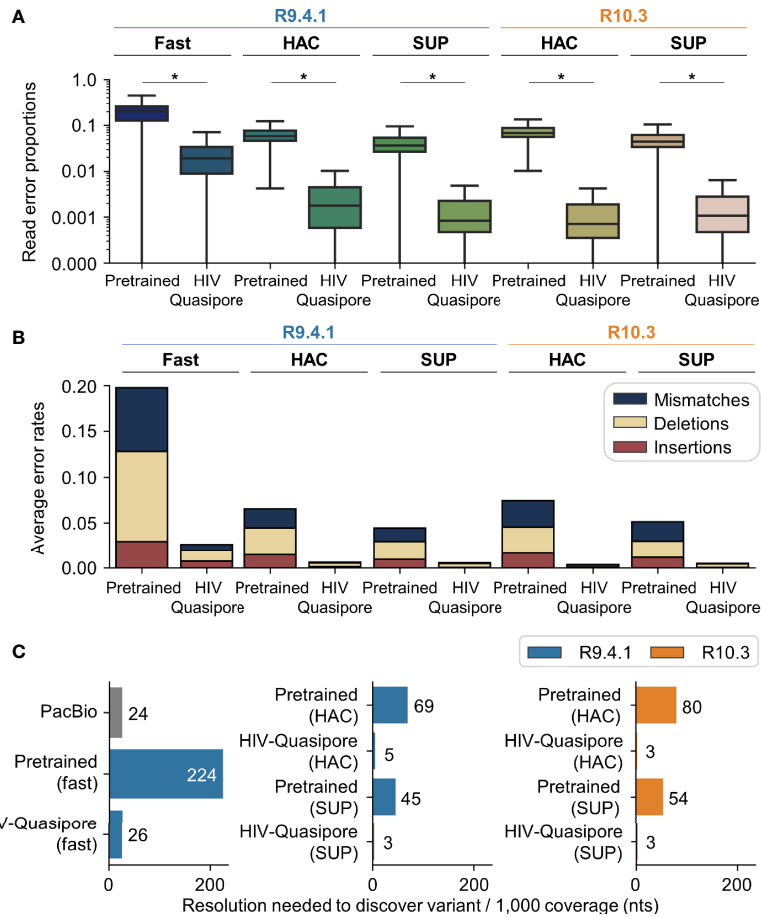 A
R9.4.1 R10.3
Fast HAC SUP HAC SUP
* * * * *
Read error proportions
1.0
0.1
0.01
0.001
0.000
Pretrained HIV Quasipore Pretrained HIV Quasipore Pretrained HIV Quasipore Pretrained HIV Quasipore Pretrained HIV Quasipore
B
R9.4.1 R10.3
Fast HAC SUP HAC SUP
Average error rates
0.20
0.15
0.10
0.05
0.00
Mismatches
Deletions
Insertions
Pretrained HIV Quasipore Pretrained HIV Quasipore Pretrained HIV Quasipore Pretrained HIV Quasipore Pretrained HIV Quasipore
C
R9.4.1 R10.3
PacBio 24
Pretrained (fast) 224
V-Quasipore (fast) 26
0 200
Pretrained (HAC) 69
HIV-Quasipore (HAC) 5
Pretrained (SUP) 45
HIV-Quasipore (SUP) 3
0 200
Pretrained (HAC) 80
HIV-Quasipore (HAC) 3
Pretrained (SUP) 54
HIV-Quasipore (SUP) 3
0 200
Resolution needed to discover variant / 1,000 coverage (nts)